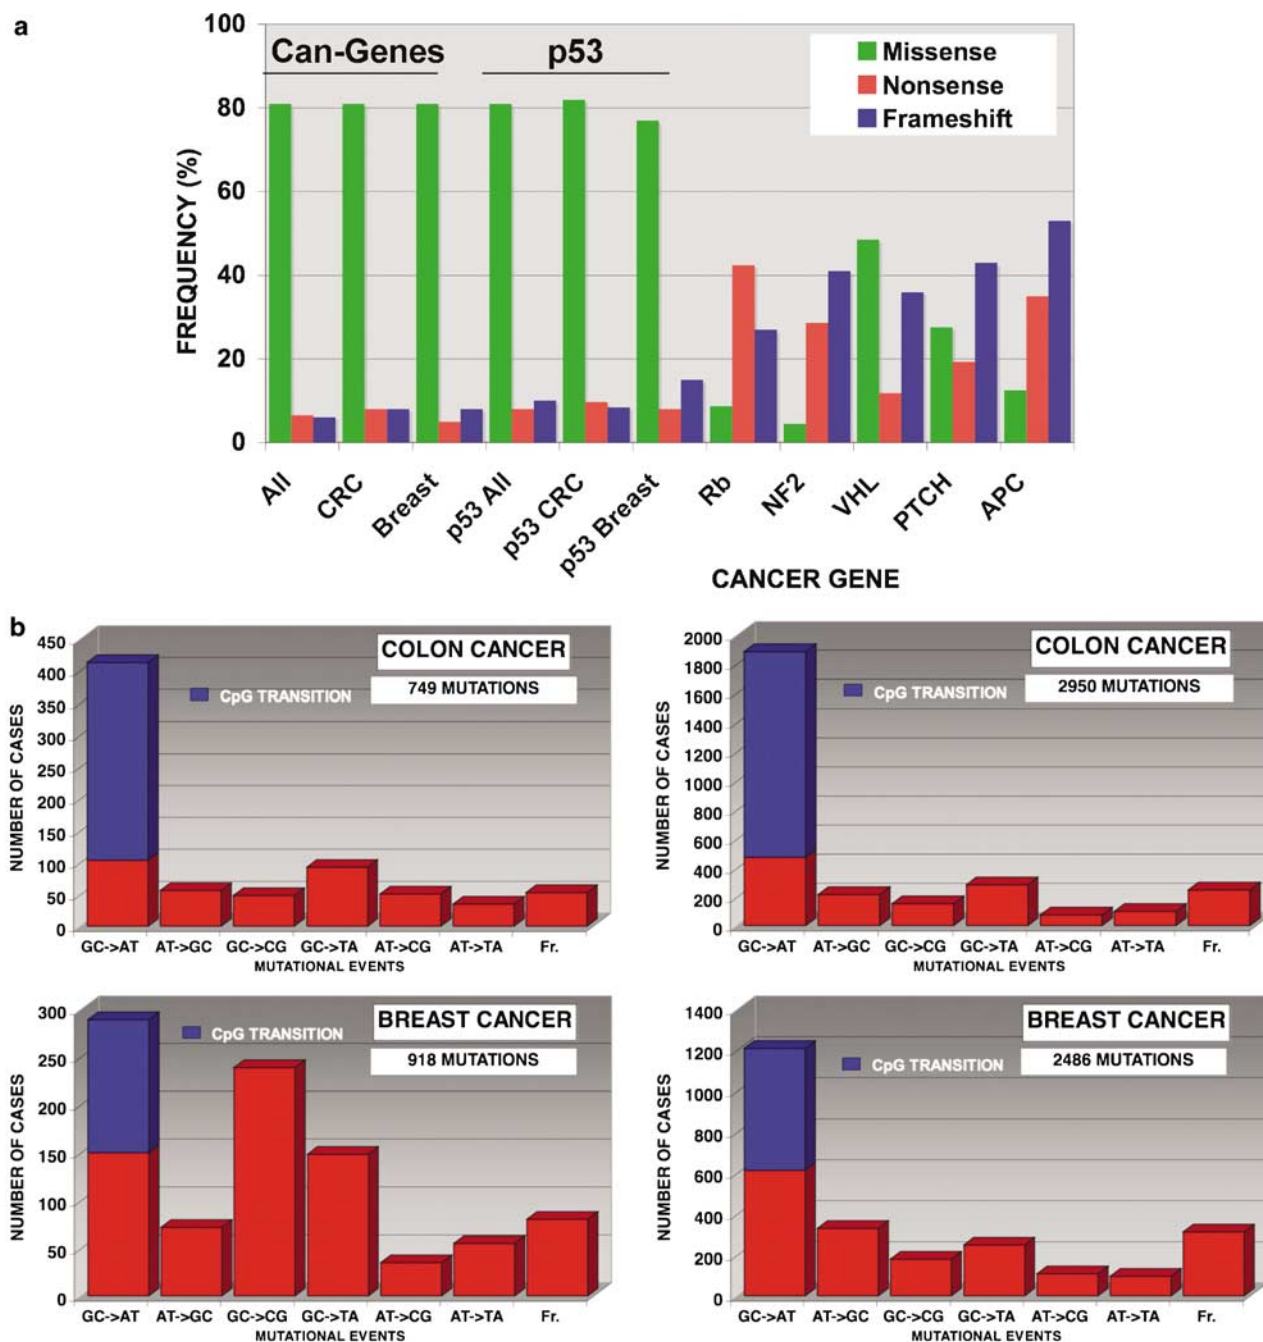 a
100
80
60
40
20
0
FREQUENCY (%)
Can-Genes
p53
Missense
Nonsense
Frameshift
All
CRC
Breast
p53 All
p53 CRC
p53 Breast
Rb
NF2
VHL
PTCH
APC
CANCER GENE
b
450
400
350
300
250
200
150
100
50
0
NUMBER OF CASES
COLON CANCER
749 MUTATIONS
CpG TRANSITION
GC->AT AT->GC GC->CG GC->TA AT->CG AT->TA Fr.
MUTATIONAL EVENTS
2000
1800
1600
1400
1200
1000
800
600
400
200
0
NUMBER OF CASES
COLON CANCER
2950 MUTATIONS
CpG TRANSITION
GC->AT AT->GC GC->CG GC->TA AT->CG AT->TA Fr.
MUTATIONAL EVENTS
300
250
200
150
100
50
0
NUMBER OF CASES
BREAST CANCER
918 MUTATIONS
CpG TRANSITION
GC->AT AT->GC GC->CG GC->TA AT->CG AT->TA Fr.
MUTATIONAL EVENTS
1400
1200
1000
800
600
400
200
0
NUMBER OF CASES
BREAST CANCER
2486 MUTATIONS
CpG TRANSITION
GC->AT AT->GC GC->CG GC->TA AT->CG AT->TA Fr.
MUTATIONAL EVENTS